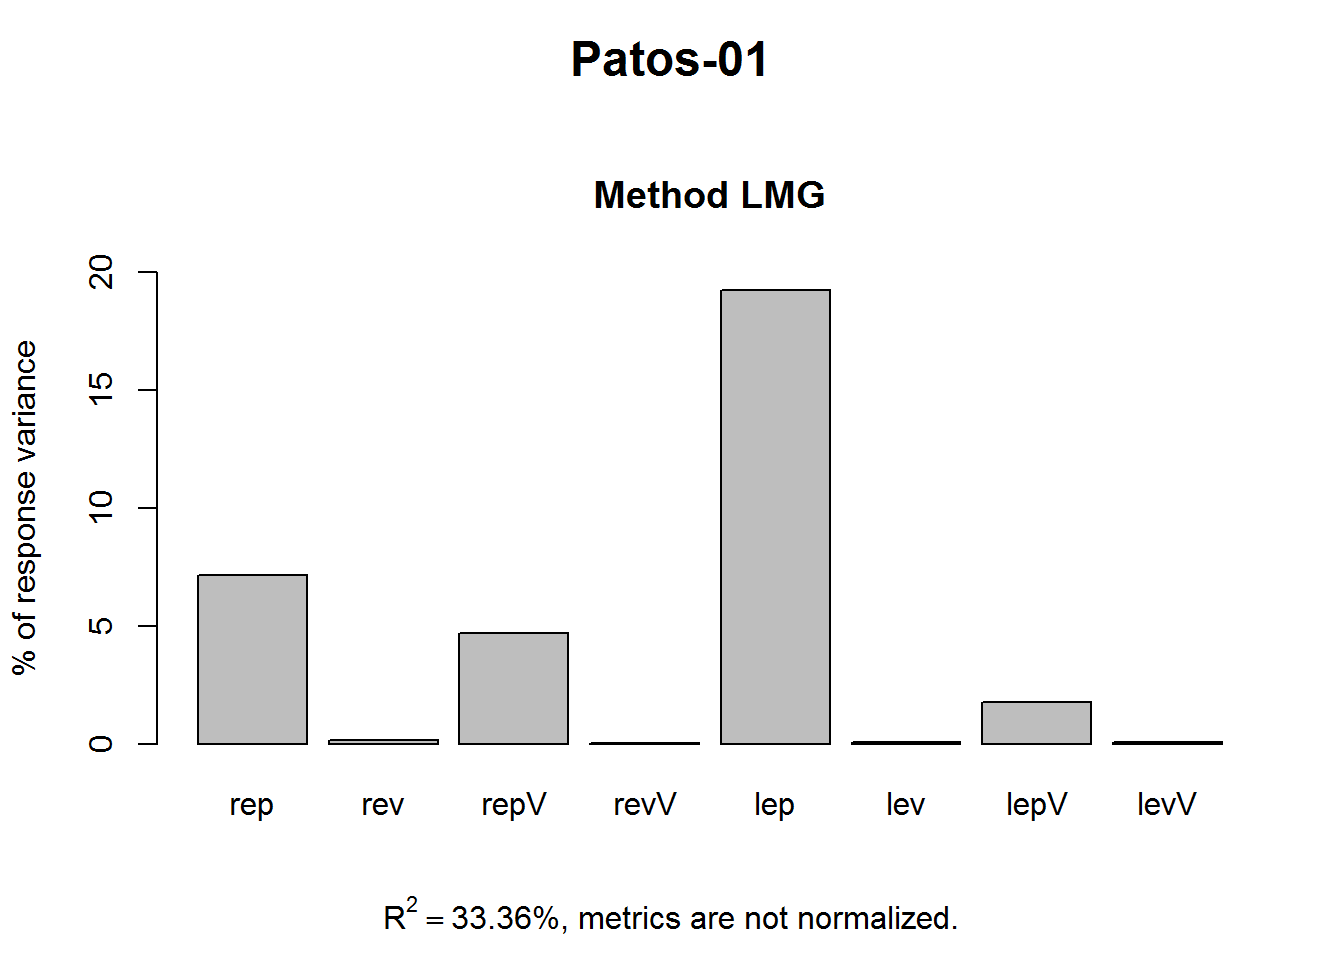 Patos-01
Method LMG
% of response variance
20
15
10
5
0
rep rev repV revV lep lev lepV levV
R² = 33.36%, metrics are not normalized.